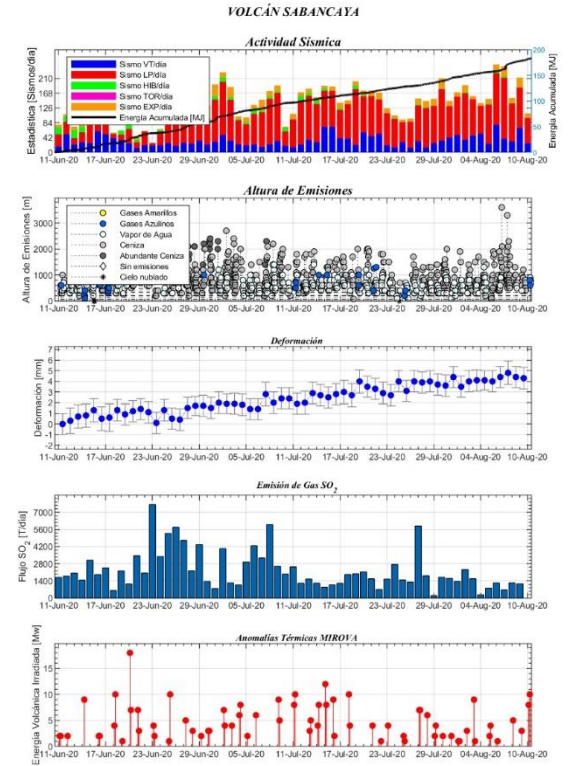 VOLCÁN SABANCAYA
Actividad Sísmica
Estadística [Sismos/día]
Energía Acumulada [MJ]
Sismo VT/día
Sismo LP/día
Sismo HIB/día
Sismo TOR/día
Sismo EXP/día
Energía Acumulada [MJ]
210
168
126
84
42
0
200
150
100
50
0
11-Jun-20 17-Jun-20 23-Jun-20 29-Jun-20 05-Jul-20 11-Jul-20 17-Jul-20 23-Jul-20 29-Jul-20 04-Aug-20 10-Aug-20
Altura de Emisiones
Altura de Emisiones [m]
Gases Amarillos
Gases Azulinos
Vapor de Agua
Ceniza
Abundante Ceniza
Sin emisiones
Cielo nublado
3000
2000
1000
0
11-Jun-20 17-Jun-20 23-Jun-20 29-Jun-20 05-Jul-20 11-Jul-20 17-Jul-20 23-Jul-20 29-Jul-20 04-Aug-20 10-Aug-20
Deformación
Deformación [mm]
7
6
5
4
3
2
1
0
-1
-2
11-Jun-20 17-Jun-20 23-Jun-20 29-Jun-20 05-Jul-20 11-Jul-20 17-Jul-20 23-Jul-20 29-Jul-20 04-Aug-20 10-Aug-20
Emisión de Gas SO2
Flujo SO2 [T/día]
7000
5600
4200
2800
1400
0
11-Jun-20 17-Jun-20 23-Jun-20 29-Jun-20 05-Jul-20 11-Jul-20 17-Jul-20 23-Jul-20 29-Jul-20 04-Aug-20 10-Aug-20
Anomalías Térmicas MIROVA
Energía Volcánica Irradiada [Mw]
15
10
5
0
11-Jun-20 17-Jun-20 23-Jun-20 29-Jun-20 05-Jul-20 11-Jul-20 17-Jul-20 23-Jul-20 29-Jul-20 04-Aug-20 10-Aug-20